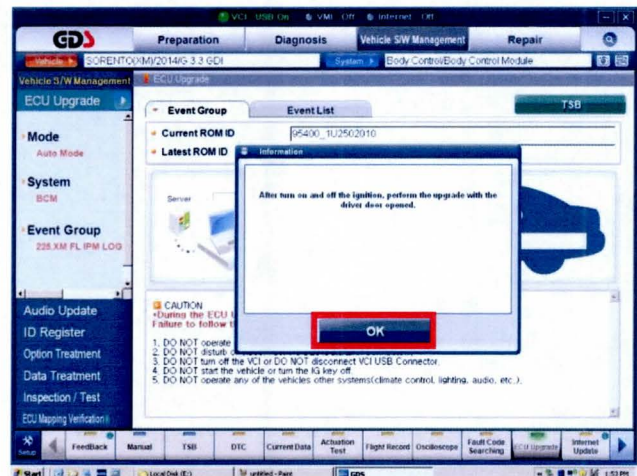 VCI USB On VMI Off Internet Off
GDS Preparation Diagnosis Vehicle S/W Management Repair
Vehicle SORENTO(XM)/2014/G 3.3 GDI System Body Control/Body Control Module
Vehicle S/W Management ECU Upgrade
ECU Upgrade
Event Group Event List TSB
Mode
Auto Mode
Current ROM ID 95400_1U2502010
Latest ROM ID
Information
System
BCM
Server
After turn on and off the ignition, perform the upgrade with the
driver door opened.
Event Group
228.XM FL IPM LOG
OK
Audio Update
ID Register
Option Treatment
Data Treatment
Inspection / Test
ECU Mapping Verification
CAUTION
•During the ECU
Failure to follow
1. DO NOT operate
2. DO NOT disturb
3. DO NOT turn off the VCI or DO NOT disconnect VCI USB Connector.
4. DO NOT start the vehicle or turn the IG key off.
5. DO NOT operate any of the vehicles other systems(climate control, lighting, audio, etc.).
Setup FeedBack Manual TSB DTC Current Data Actuation Test Flight Record Oscilloscope Fault Code Searching ECU Upgrade Internet Update
Start Local Disk (E:) untitled - Paint GDS 1:53 PM